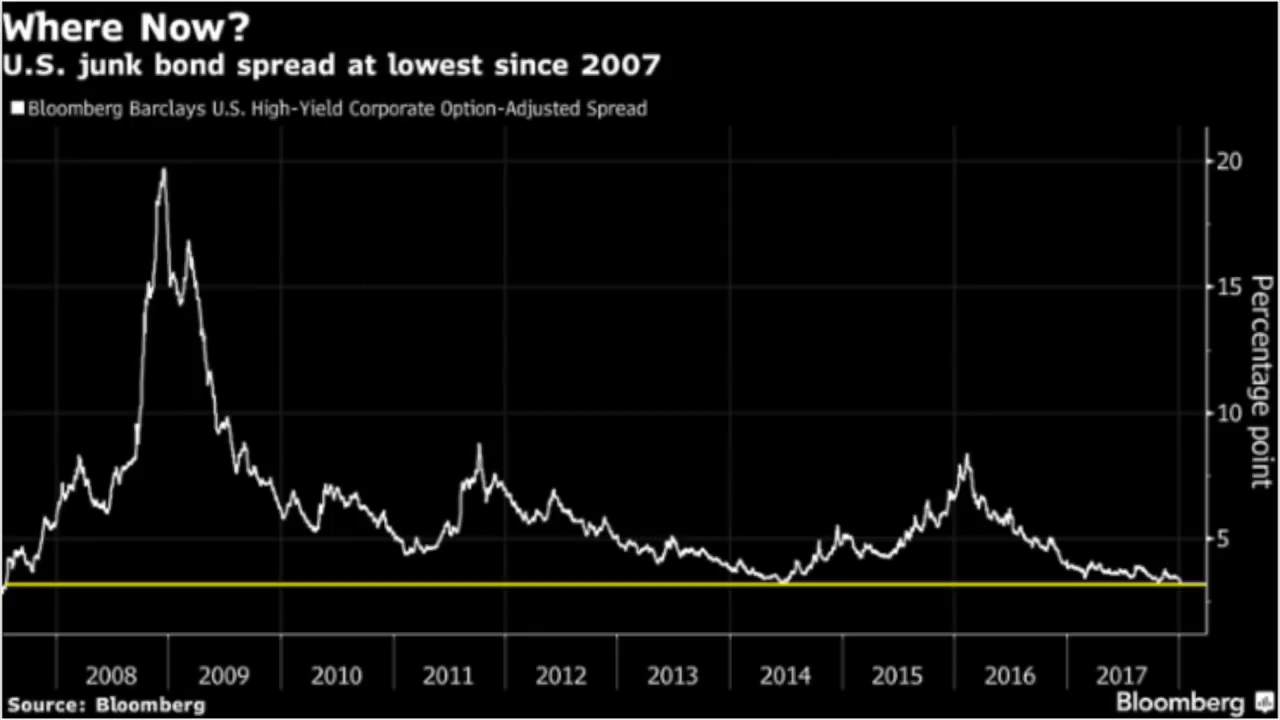 Where Now?
U.S. junk bond spread at lowest since 2007
Bloomberg Barclays U.S. High-Yield Corporate Option-Adjusted Spread
20
15
10
5
Percentage point
2008 2009 2010 2011 2012 2013 2014 2015 2016 2017
Source: Bloomberg
Bloomberg